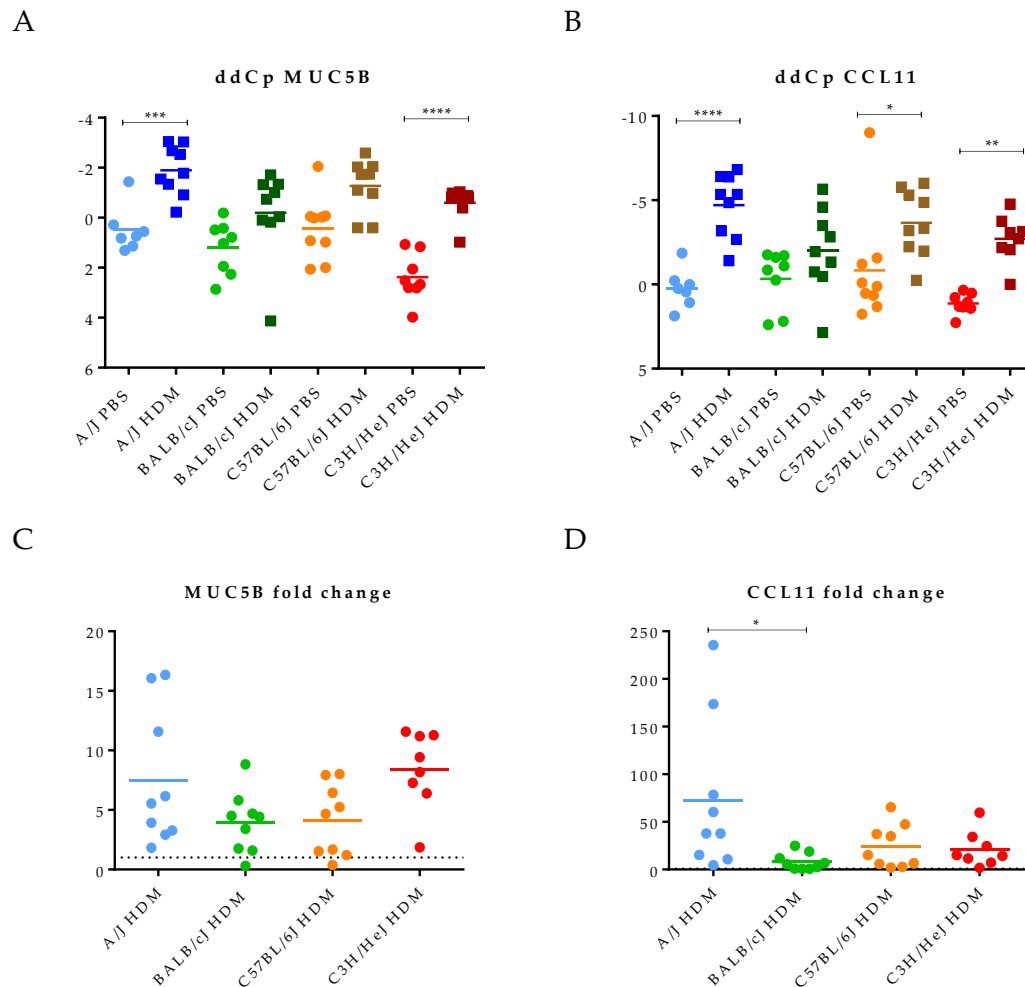 A
B
ddCp MUC5B
ddCp CCL11
***
****
****
*
**
-4
-2
0
2
4
6
-10
-5
0
5
A/J PBS
A/J HDM
BALB/cJ PBS
BALB/cJ HDM
C57BL/6J PBS
C57BL/6J HDM
C3H/HeJ PBS
C3H/HeJ HDM
A/J PBS
A/J HDM
BALB/cJ PBS
BALB/cJ HDM
C57BL/6J PBS
C57BL/6J HDM
C3H/HeJ PBS
C3H/HeJ HDM
C
D
MUC5B fold change
CCL11 fold change
*
20
15
10
5
0
250
200
150
100
50
0
A/J HDM
BALB/cJ HDM
C57BL/6J HDM
C3H/HeJ HDM
A/J HDM
BALB/cJ HDM
C57BL/6J HDM
C3H/HeJ HDM